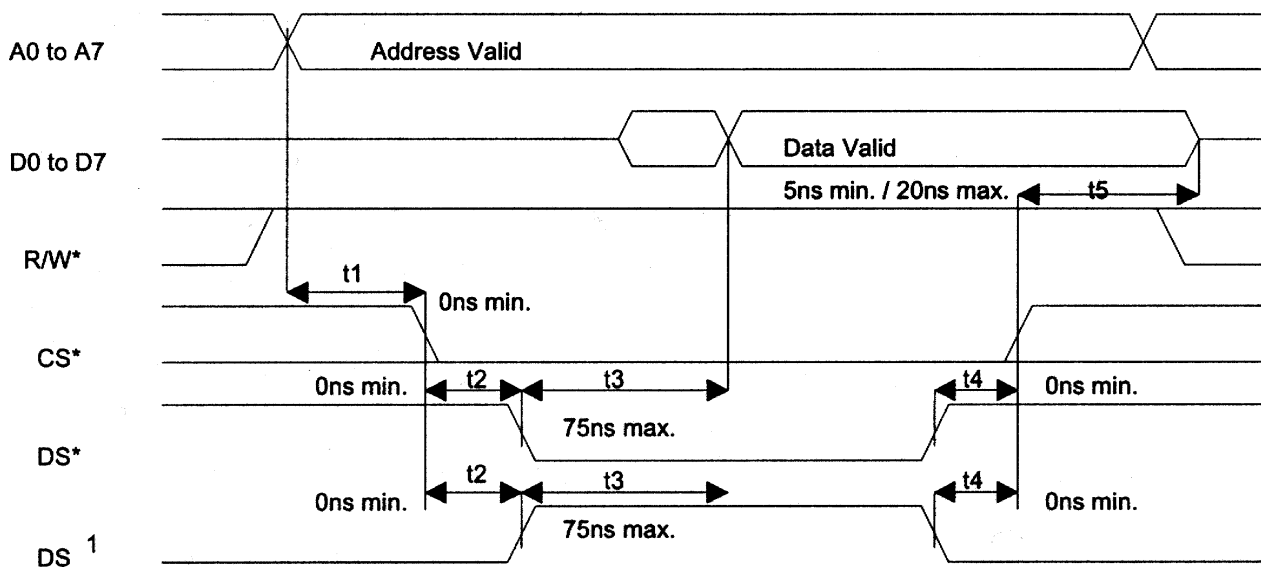 A0 to A7
Address Valid
D0 to D7
Data Valid
5ns min. / 20ns max.
t5
R/W*
t1
0ns min.
CS*
0ns min.
t2
t3
t4
0ns min.
75ns max.
DS*
t2
t3
t4
0ns min.
0ns min.
75ns max.
DS 1